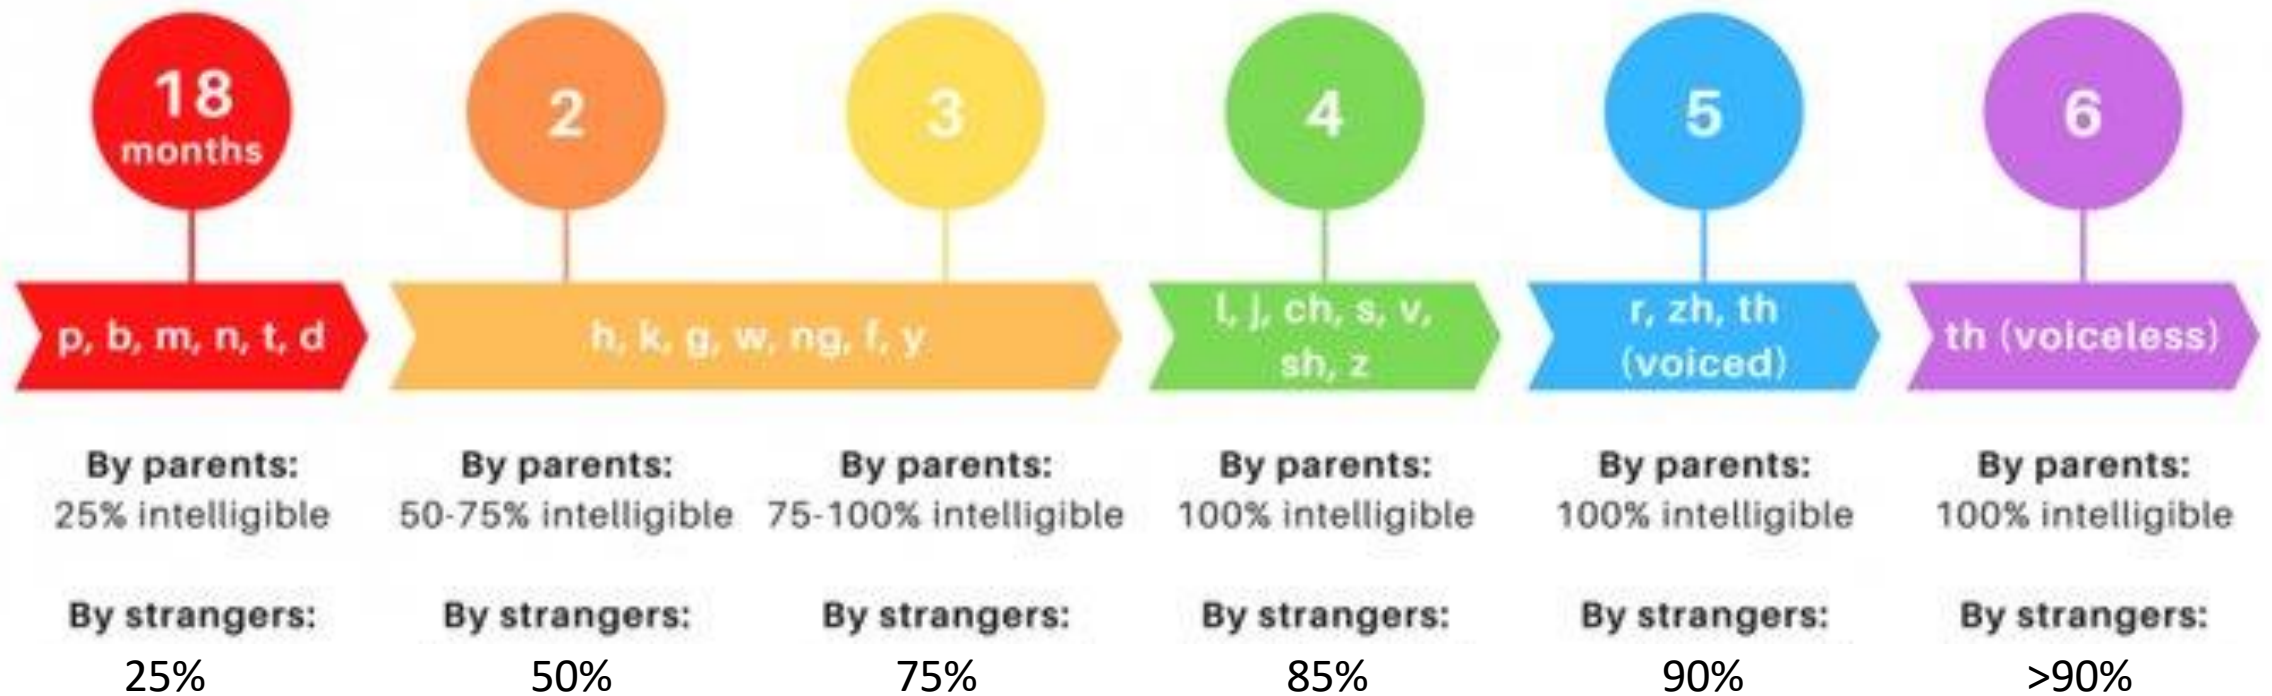 18
months
2
3
4
5
6
p, b, m, n, t, d
h, k, g, w, ng, f, y
l, j, ch, s, v,
sh, z
r, zh, th
(voiced)
th (voiceless)
By parents:
25% intelligible
By parents:
50-75% intelligible
By parents:
75-100% intelligible
By parents:
100% intelligible
By parents:
100% intelligible
By parents:
100% intelligible
By strangers:
25%
By strangers:
50%
By strangers:
75%
By strangers:
85%
By strangers:
90%
By strangers:
>90%